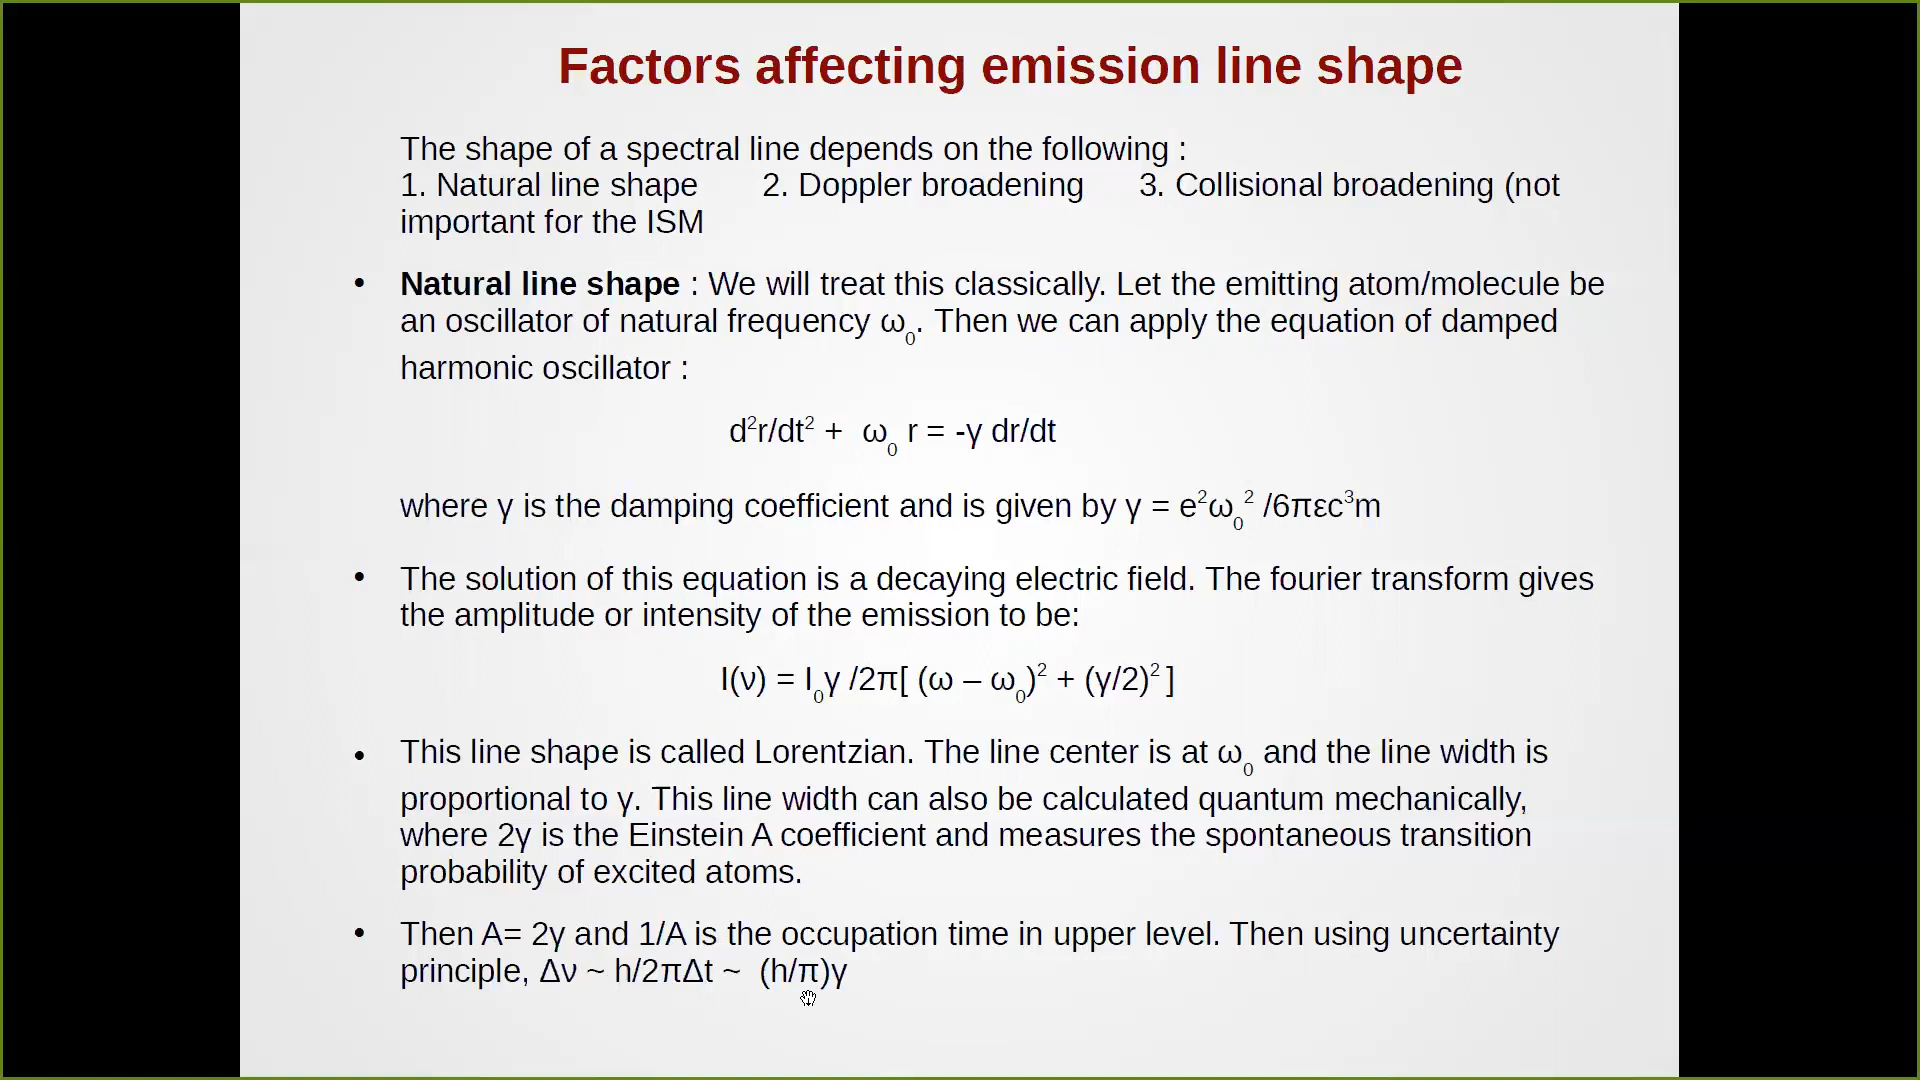 Factors affecting emission line shape
The shape of a spectral line depends on the following :
1. Natural line shape 2. Doppler broadening 3. Collisional broadening (not
important for the ISM
• Natural line shape : We will treat this classically. Let the emitting atom/molecule be
an oscillator of natural frequency ω₀. Then we can apply the equation of damped
harmonic oscillator :
d²r/dt² + ω₀ r = -γ dr/dt
where γ is the damping coefficient and is given by γ = e²ω₀² /6πεc³m
• The solution of this equation is a decaying electric field. The fourier transform gives
the amplitude or intensity of the emission to be:
I(ν) = I₀γ /2π[ (ω – ω₀)² + (γ/2)² ]
• This line shape is called Lorentzian. The line center is at ω₀ and the line width is
proportional to γ. This line width can also be calculated quantum mechanically,
where 2γ is the Einstein A coefficient and measures the spontaneous transition
probability of excited atoms.
• Then A= 2γ and 1/A is the occupation time in upper level. Then using uncertainty
principle, Δν ~ h/2πΔt ~ (h/π)γ